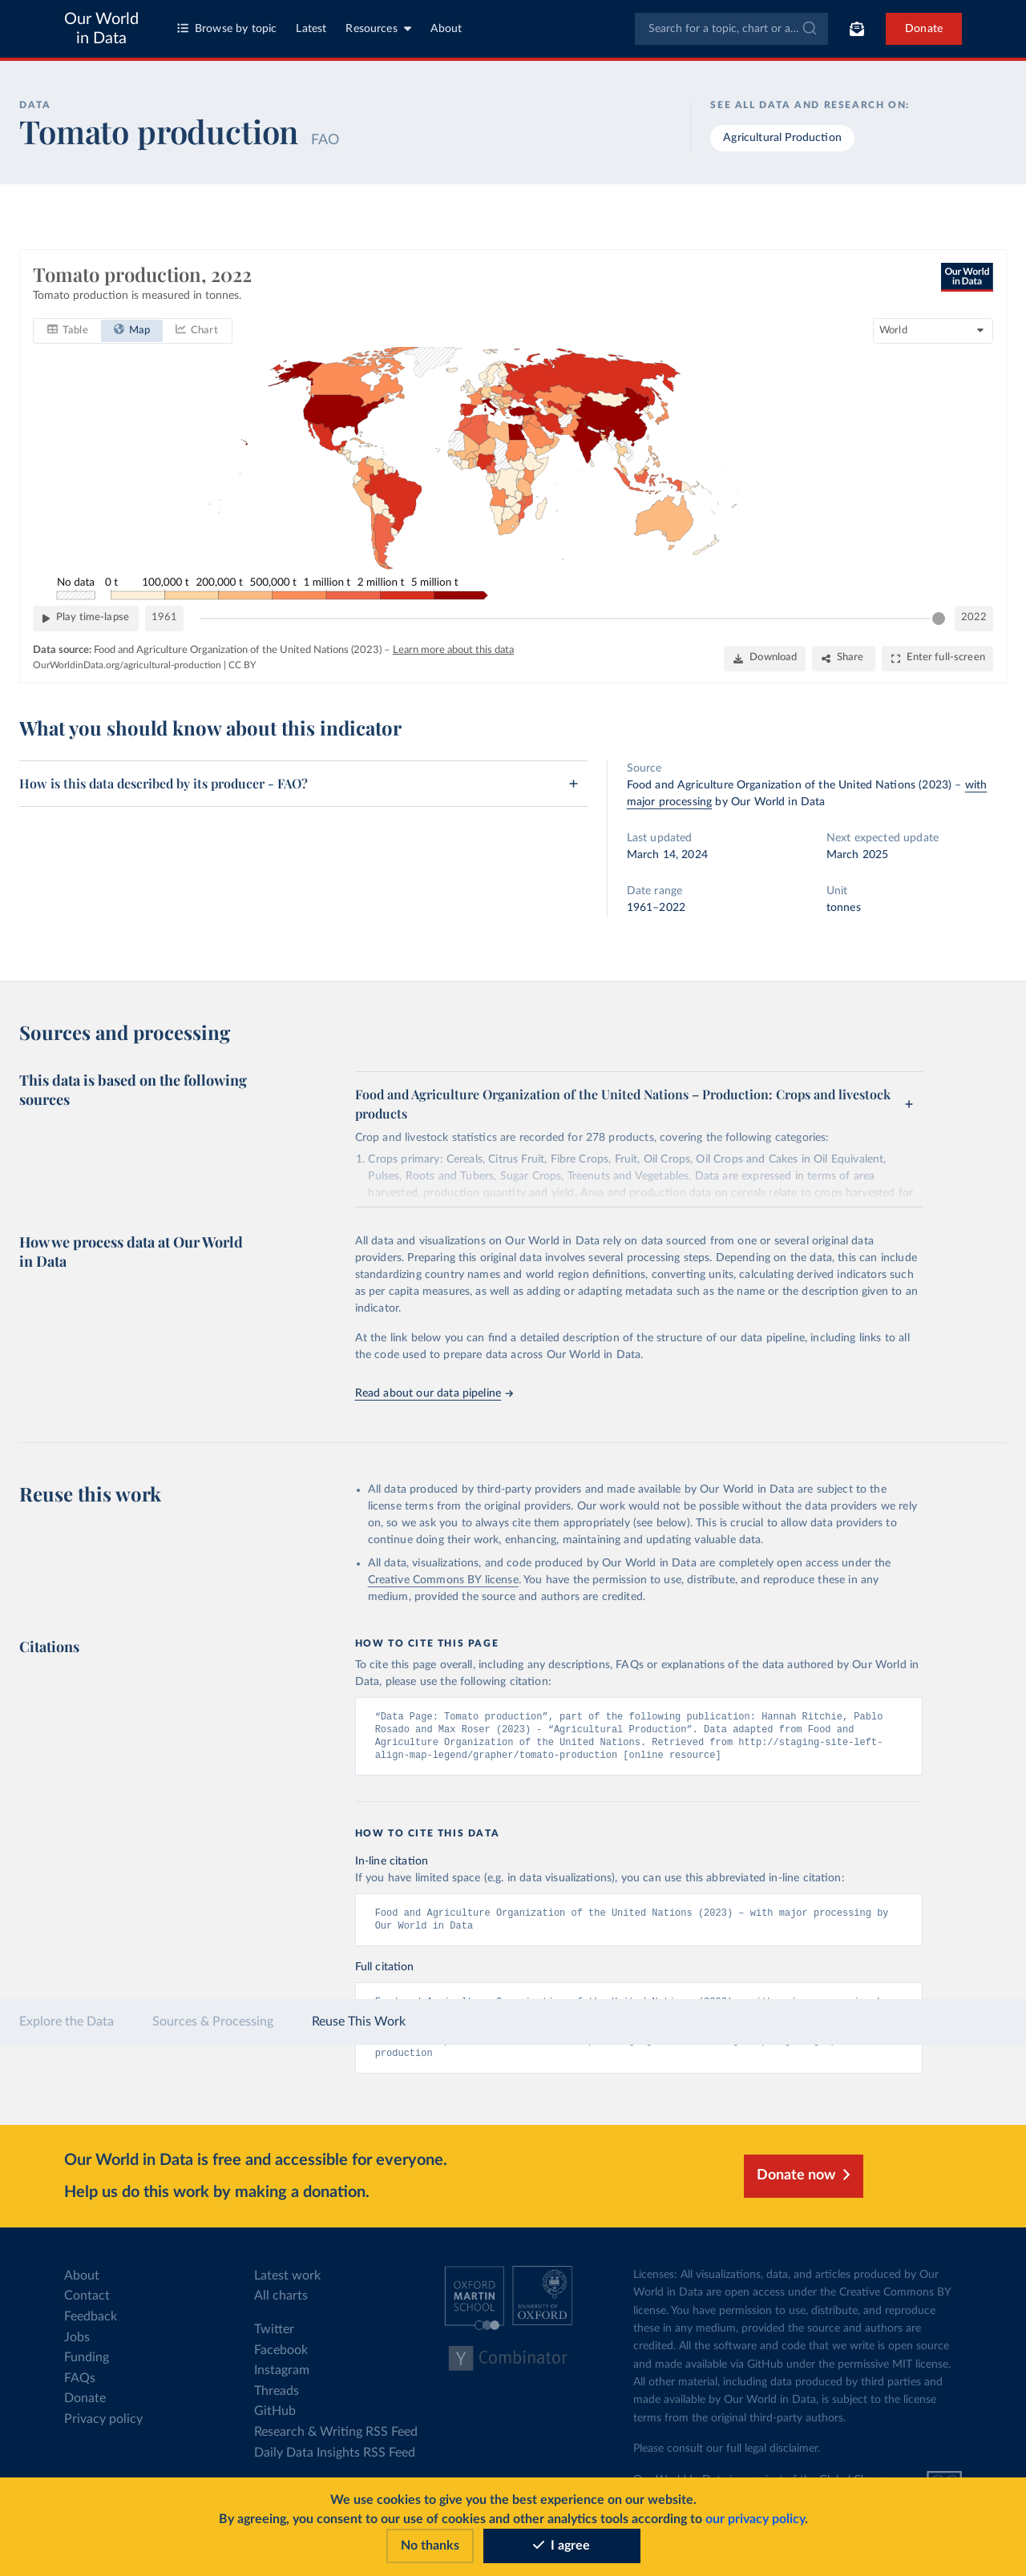 Our World
in Data
Browse by topic
Latest
Resources
About
Search for a topic, chart or a...
Donate
DATA
Tomato production FAO
SEE ALL DATA AND RESEARCH ON:
Agricultural Production
Tomato production, 2022
Tomato production is measured in tonnes.
Our World
in Data
Table
Map
Chart
World
No data
0 t
100,000 t
200,000 t
500,000 t
1 million t
2 million t
5 million t
Play time-lapse
1961
2022
Data source: Food and Agriculture Organization of the United Nations (2023) – Learn more about this data
OurWorldinData.org/agricultural-production | CC BY
Download
Share
Enter full-screen
What you should know about this indicator
How is this data described by its producer - FAO?
Source
Food and Agriculture Organization of the United Nations (2023) – with
major processing by Our World in Data
Last updated
March 14, 2024
Next expected update
March 2025
Date range
1961–2022
Unit
tonnes
Sources and processing
This data is based on the following
sources
Food and Agriculture Organization of the United Nations – Production: Crops and livestock
products
Crop and livestock statistics are recorded for 278 products, covering the following categories:
1. Crops primary: Cereals, Citrus Fruit, Fibre Crops, Fruit, Oil Crops, Oil Crops and Cakes in Oil Equivalent,
Pulses, Roots and Tubers, Sugar Crops, Treenuts and Vegetables. Data are expressed in terms of area
harvested, production quantity and yield. Area and production data on cereals relate to crops harvested for
How we process data at Our World
in Data
All data and visualizations on Our World in Data rely on data sourced from one or several original data
providers. Preparing this original data involves several processing steps. Depending on the data, this can include
standardizing country names and world region definitions, converting units, calculating derived indicators such
as per capita measures, as well as adding or adapting metadata such as the name or the description given to an
indicator.
At the link below you can find a detailed description of the structure of our data pipeline, including links to all
the code used to prepare data across Our World in Data.
Read about our data pipeline →
Reuse this work
• All data produced by third-party providers and made available by Our World in Data are subject to the
license terms from the original providers. Our work would not be possible without the data providers we rely
on, so we ask you to always cite them appropriately (see below). This is crucial to allow data providers to
continue doing their work, enhancing, maintaining and updating valuable data.
• All data, visualizations, and code produced by Our World in Data are completely open access under the
Creative Commons BY license. You have the permission to use, distribute, and reproduce these in any
medium, provided the source and authors are credited.
Citations
HOW TO CITE THIS PAGE
To cite this page overall, including any descriptions, FAQs or explanations of the data authored by Our World in
Data, please use the following citation:
“Data Page: Tomato production”, part of the following publication: Hannah Ritchie, Pablo
Rosado and Max Roser (2023) - “Agricultural Production”. Data adapted from Food and
Agriculture Organization of the United Nations. Retrieved from http://staging-site-left-
align-map-legend/grapher/tomato-production [online resource]
HOW TO CITE THIS DATA
In-line citation
If you have limited space (e.g. in data visualizations), you can use this abbreviated in-line citation:
Food and Agriculture Organization of the United Nations (2023) – with major processing by
Our World in Data
Full citation
Explore the Data
Sources & Processing
Reuse This Work
production
Our World in Data is free and accessible for everyone.
Help us do this work by making a donation.
Donate now
About
Contact
Feedback
Jobs
Funding
FAQs
Donate
Privacy policy
Latest work
All charts
Twitter
Facebook
Instagram
Threads
GitHub
Research & Writing RSS Feed
Daily Data Insights RSS Feed
OXFORD
MARTIN
SCHOOL
UNIVERSITY OF
OXFORD
Y Combinator
Licenses: All visualizations, data, and articles produced by Our
World in Data are open access under the Creative Commons BY
license. You have permission to use, distribute, and reproduce
these in any medium, provided the source and authors are
credited. All the software and code that we write is open source
and made available via GitHub under the permissive MIT license.
All other material, including data produced by third parties and
made available by Our World in Data, is subject to the license
terms from the original third-party authors.
Please consult our full legal disclaimer.
We use cookies to give you the best experience on our website.
By agreeing, you consent to our use of cookies and other analytics tools according to our privacy policy.
No thanks
I agree